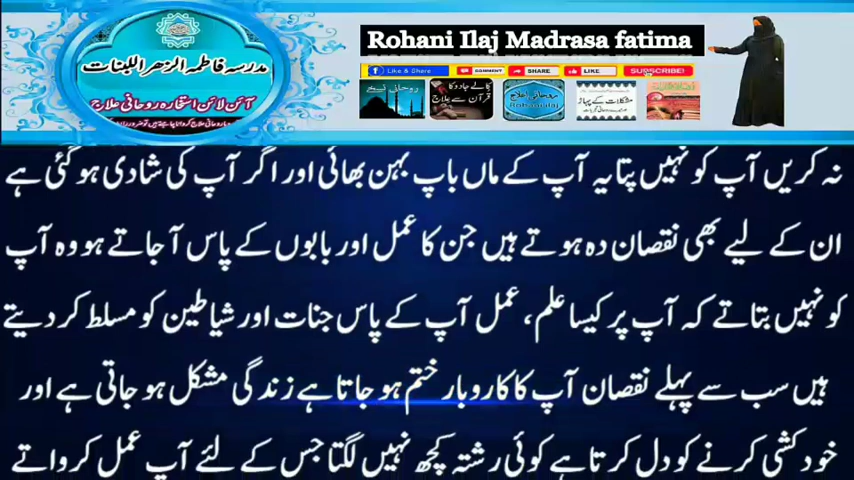 Rohani Ilaj Madrasa fatima
مدرسہ فاطمہ الزھرا للبنات
آئن لائن استخارہ روحانی علاج
Like & Share COMMENT SHARE LIKE SUBSCRIBE!
نہ کریں آپ کو نہیں پتا یہ آپ کے ماں باپ بہن بھائی اور اگر آپ کی شادی ہو گئی ہے
ان کے لیے بھی نقصان دہ ہوتے ہیں جن کا عمل اور بابوں کے پاس آ جاتے ہو وہ آپ
کو نہیں بتاتے کہ آپ پر کیسا علم، عمل آپ کے پاس جنات اور شیاطین کو مسلط کر دیتے
ہیں سب سے پہلے نقصان آپ کا کاروبار ختم ہو جاتا ہے زندگی مشکل ہو جاتی ہے اور
خودکشی کرنے کو دل کرتا ہے کوئی رشتہ کچھ نہیں لگتا جس کے لئے آپ عمل کرواتے